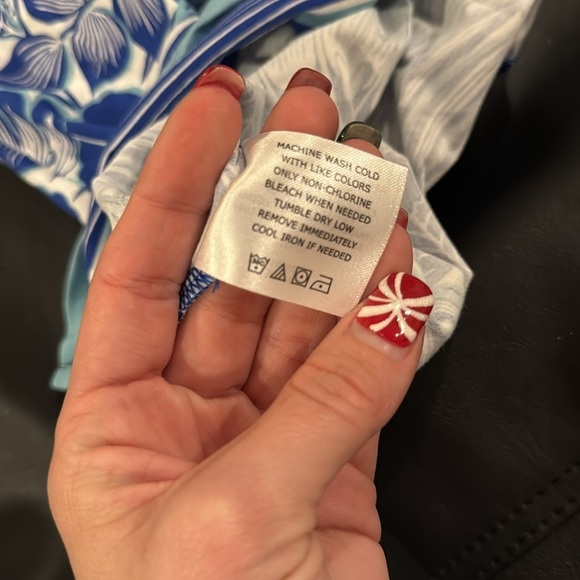 MACHINE WASH COLD
WITH LIKE COLORS
ONLY NON-CHLORINE
BLEACH WHEN NEEDED
TUMBLE DRY LOW
REMOVE IMMEDIATELY
COOL IRON IF NEEDED